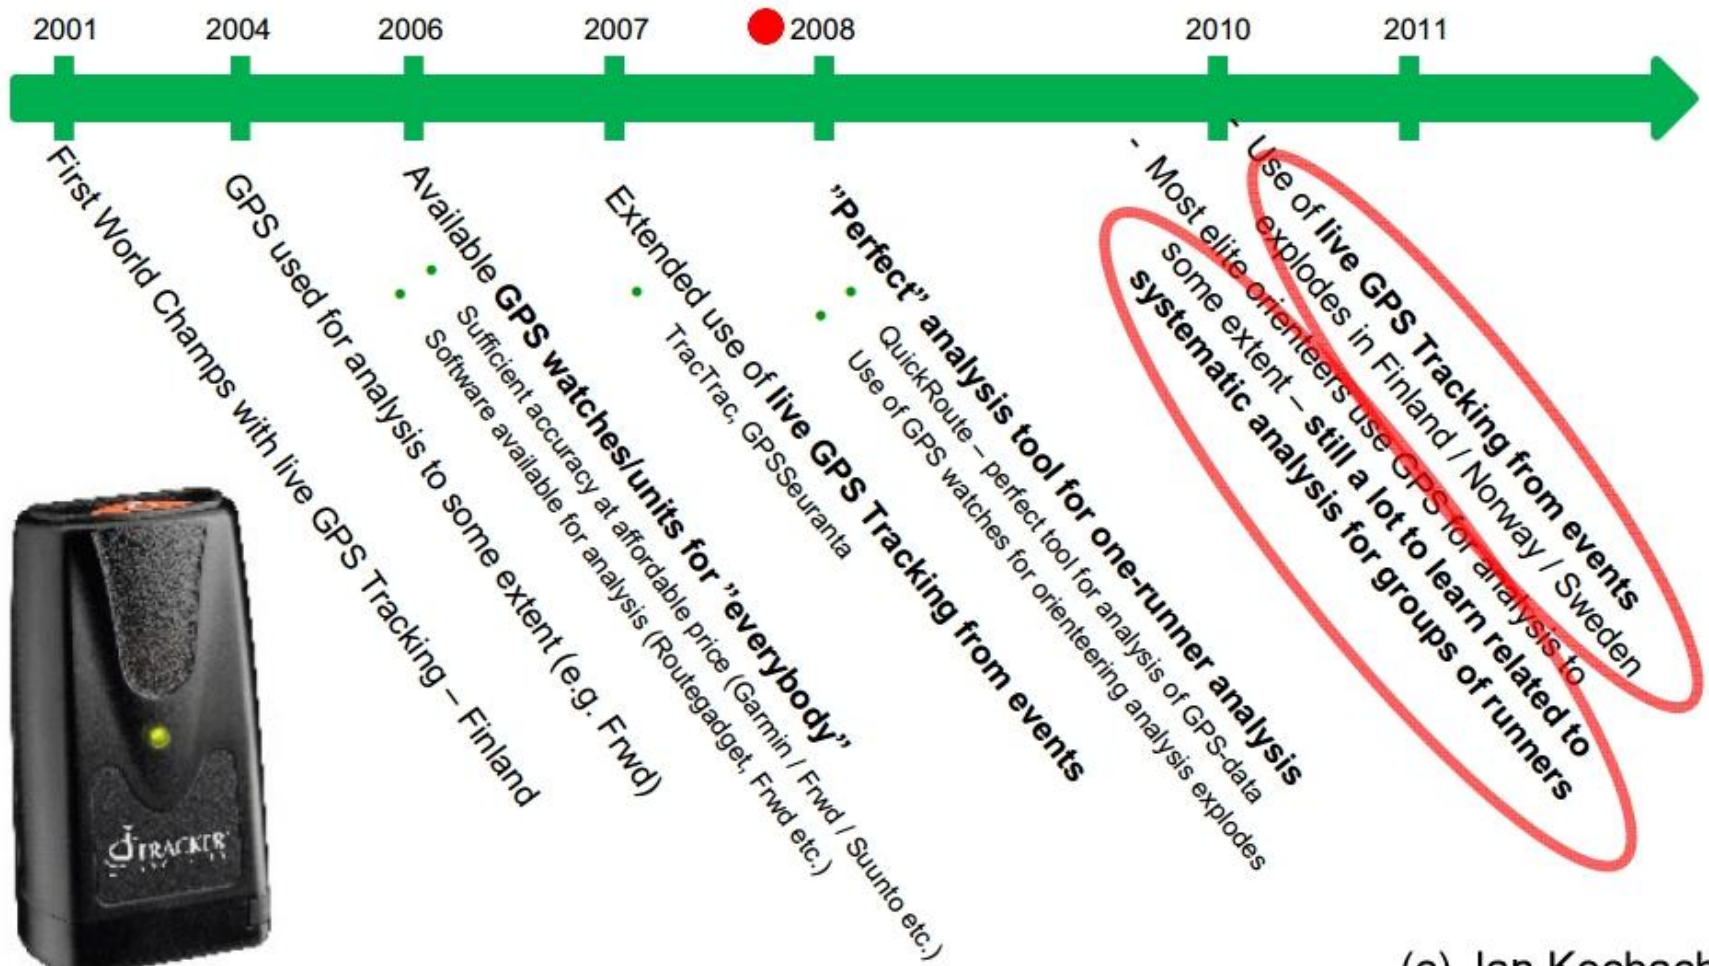 2001 2004 2006 2007 2008 2010 2011
First World Champs with live GPS Tracking – Finland
GPS used for analysis to some extent (e.g. Frwd)
Available GPS watches/units for ”everybody”
• Sufficient accuracy at affordable price (Garmin / Frwd / Suunto etc.)
• Software available for analysis (Routegadget, Frwd etc.)
Extended use of live GPS Tracking from events
• TracTrac, GPSSeuranta
”Perfect” analysis tool for one-runner analysis
• QuickRoute – perfect tool for analysis of GPS-data
• Use of GPS watches for orienteering analysis explodes
- Use of live GPS Tracking from events
explodes in Finland / Norway / Sweden
- Most elite orienteers use GPS for analysis to
some extent – still a lot to learn related to
systematic analysis for groups of runners
TRACKER
(c) Jan Kocbach